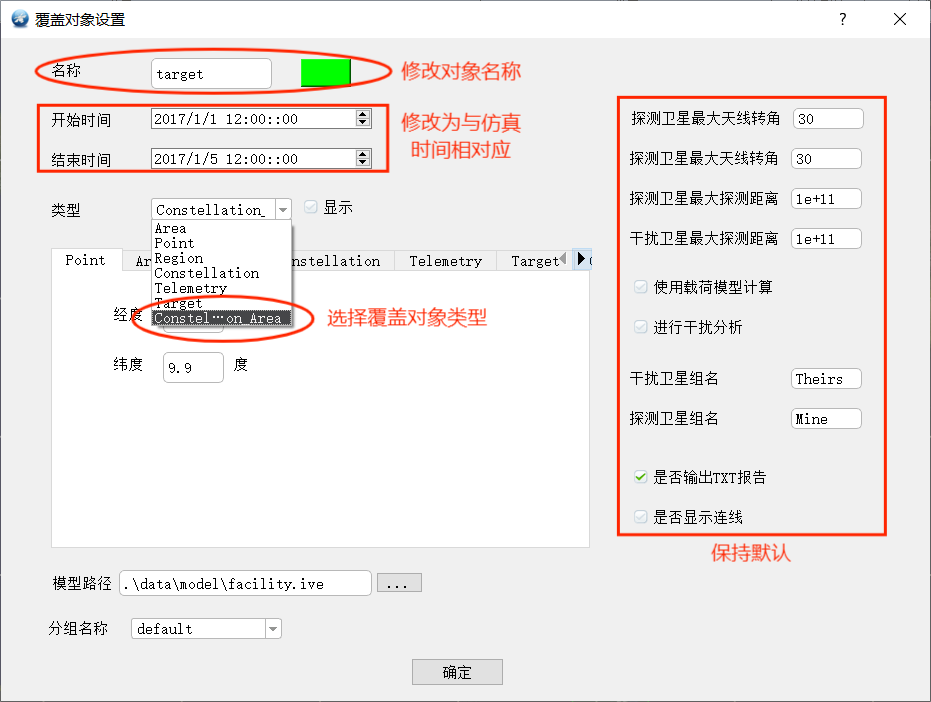 覆盖对象设置
?
名称
target
修改对象名称
开始时间
2017/1/1 12:00::00
结束时间
2017/1/5 12:00::00
修改为与仿真
时间相对应
类型
Constellation_
显示
Area
Point
Region
Constellation
Telemetry
Target
Constel…on_Area
选择覆盖对象类型
Point
Ar
nstellation
Telemetry
Target
经度
纬度
9.9
度
模型路径
.\data\model\facility.ive
...
分组名称
default
确定
探测卫星最大天线转角
30
探测卫星最大天线转角
30
探测卫星最大探测距离
1e+11
干扰卫星最大探测距离
1e+11
使用载荷模型计算
进行干扰分析
干扰卫星组名
Theirs
探测卫星组名
Mine
是否输出TXT报告
是否显示连线
保持默认